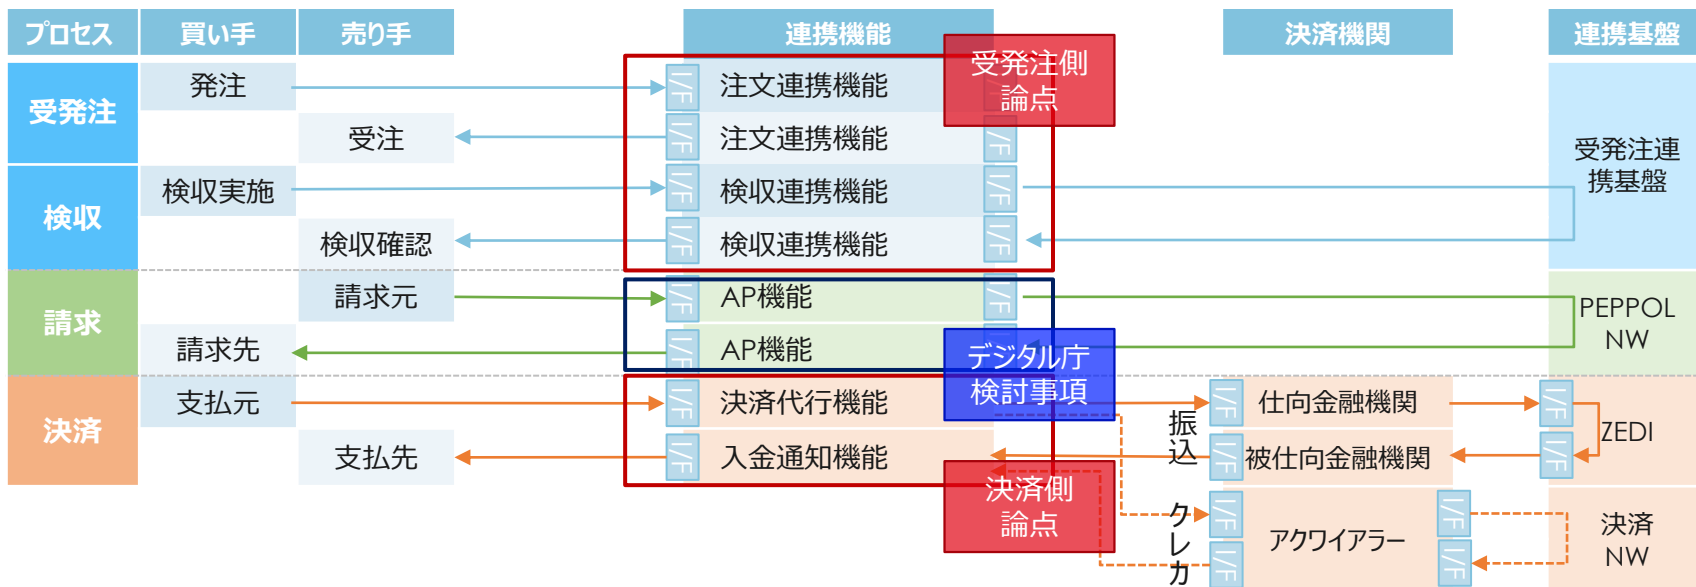 プロセス
買い手
売り手
連携機能
決済機関
連携基盤
受発注
発注
I/F
注文連携機能
受発注側
論点
受注
I/F
注文連携機能
I/F
受発注連
携基盤
検収
検収実施
I/F
検収連携機能
I/F
検収確認
I/F
検収連携機能
I/F
請求
請求元
I/F
AP機能
I/F
PEPPOL
NW
請求先
I/F
AP機能
デジタル庁
検討事項
決済
支払元
I/F
決済代行機能
振込
I/F
仕向金融機関
I/F
ZEDI
支払先
I/F
入金通知機能
I/F
被仕向金融機関
I/F
決済側
論点
クレカ
I/F
アクワイアラー
I/F
決済
NW
I/F
I/F